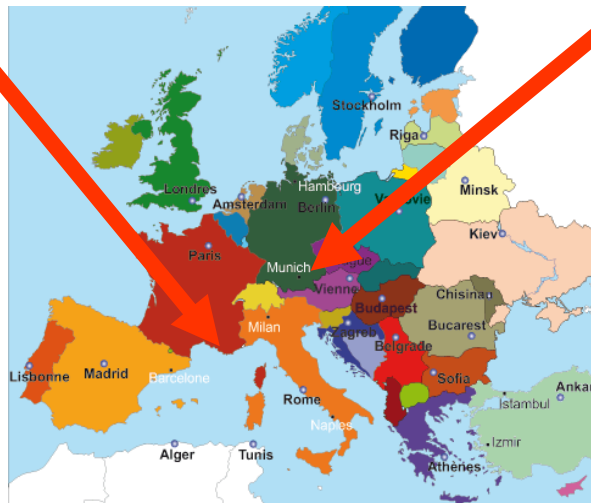 Stockholm
Riga
Hambourg
Minsk
Londres
Amsterdam
Berlin
Kiev
Paris
Munich
Vienne
Chisina
Milan
Budapest
Zagreb
Bucarest
Belgrade
Lisbonne
Madrid
Barcelone
Sofia
Rome
Istambul
Ankar
Naples
Izmir
Alger
Tunis
Athènes